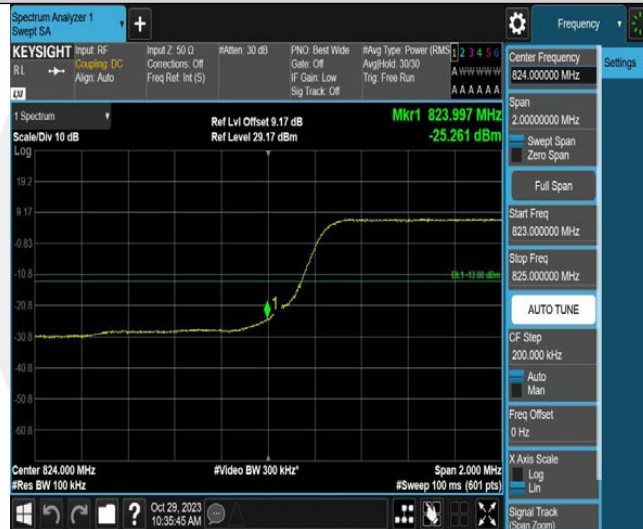 Spectrum Analyzer 1
Swept SA
Frequency
KEYSIGHT
RL
LXI
Input: RF
Coupling: DC
Align: Auto
Input Z: 50 Ω
Corrections: Off
Freq Ref: Int (S)
#Atten: 30 dB
PNO: Best Wide
Gate: Off
IF Gain: Low
Sig Track: Off
#Avg Type: Power (RMS
Avg|Hold: 30/30
Trig: Free Run
1 2 3 4 5 6
A W W W W W
A A A A A A
1 Spectrum
Scale/Div 10 dB
Log
Ref Lvl Offset 9.17 dB
Ref Level 29.17 dBm
Mkr1 823.997 MHz
-25.261 dBm
19.2
9.17
-0.83
-10.8
-20.8
-30.8
-40.8
-50.8
-60.8
DL1 -13.00 dBm
1
Center 824.000 MHz
#Res BW 100 kHz
#Video BW 300 kHz*
Span 2.000 MHz
#Sweep 100 ms (601 pts)
?
Oct 29, 2023
10:35:45 AM
Center Frequency
824.000000 MHz
Settings
Span
2.00000000 MHz
Swept Span
Zero Span
Full Span
Start Freq
823.000000 MHz
Stop Freq
825.000000 MHz
AUTO TUNE
CF Step
200.000 kHz
Auto
Man
Freq Offset
0 Hz
X Axis Scale
Log
Lin
Signal Track
(Span Zoom)